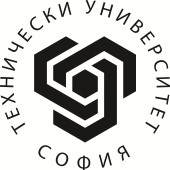 ТЕХНИЧЕСКИ УНИВЕРСИТЕТ
СОФИЯ